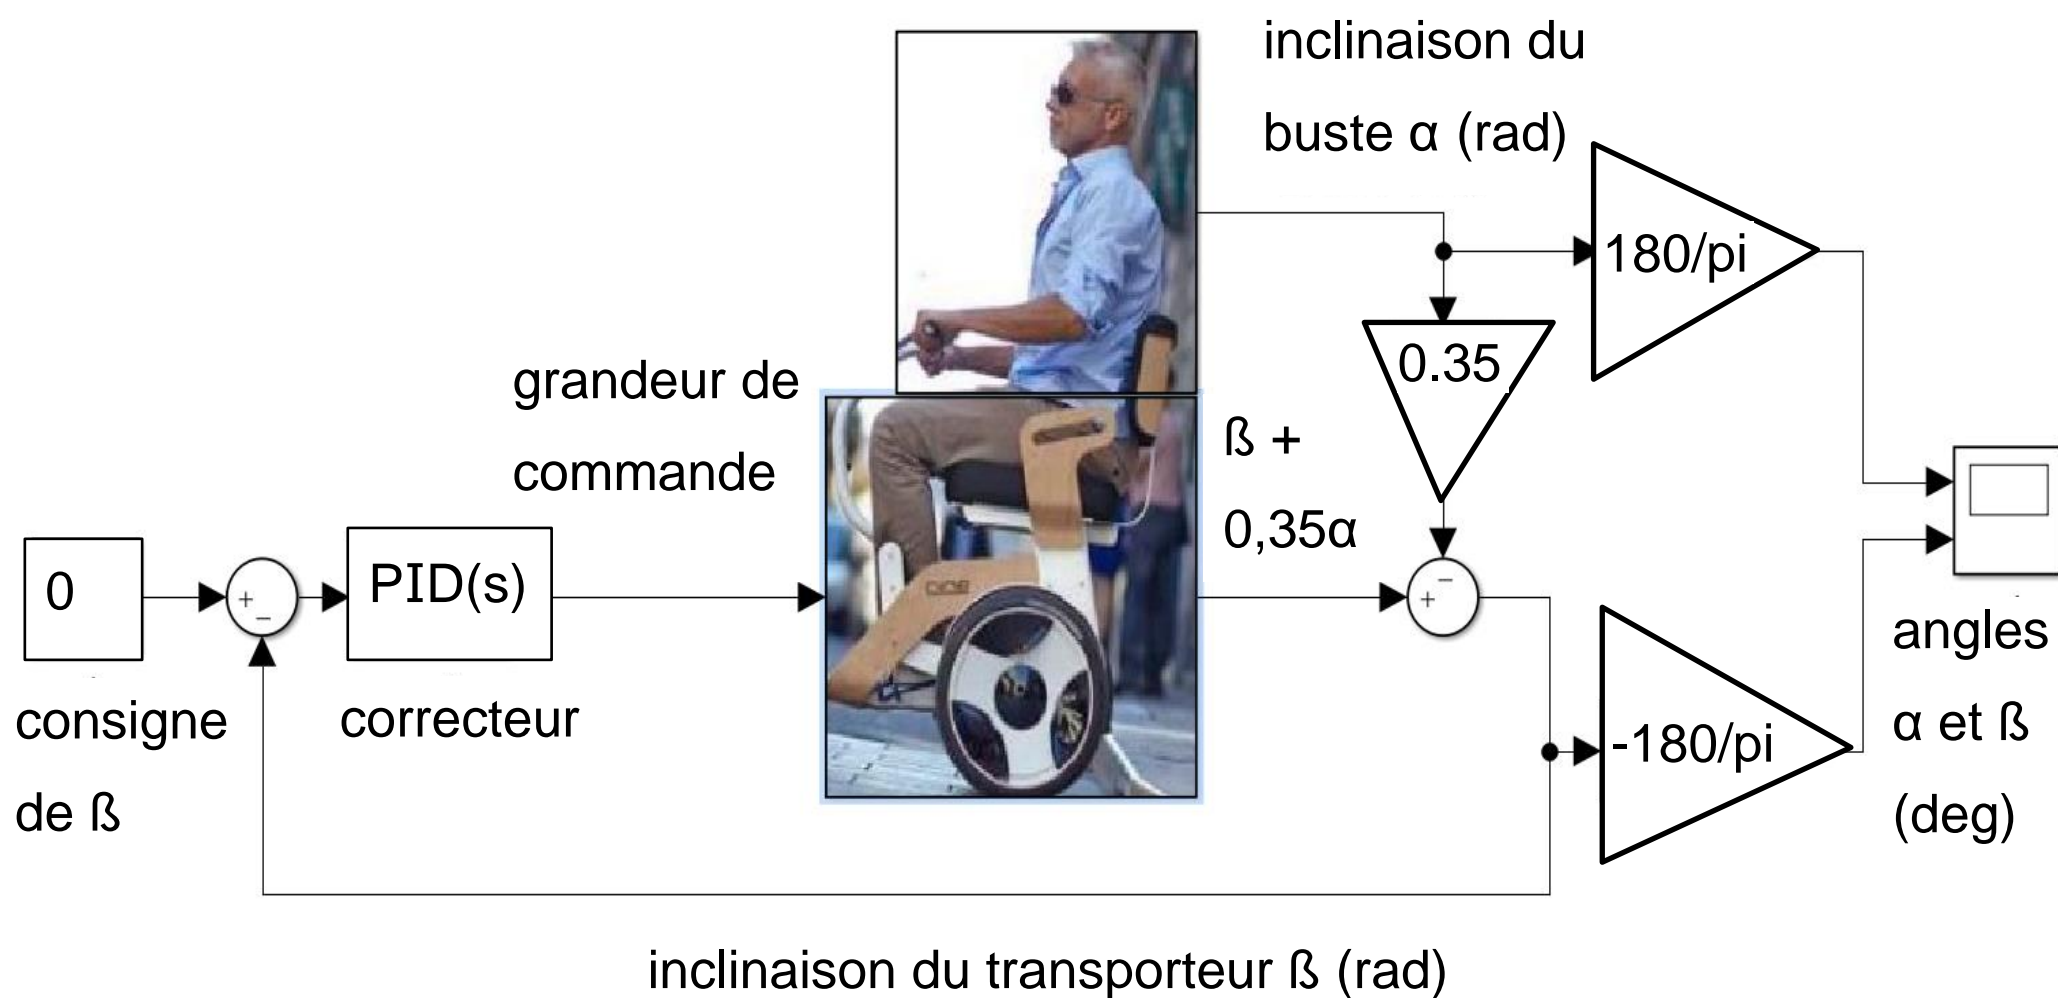 inclinaison du
buste α (rad)
180/pi
0.35
grandeur de
commande
ß +
0,35α
0
+
−
PID(s)
nino
+
−
-180/pi
consigne
de ß
correcteur
angles
α et ß
(deg)
inclinaison du transporteur ß (rad)